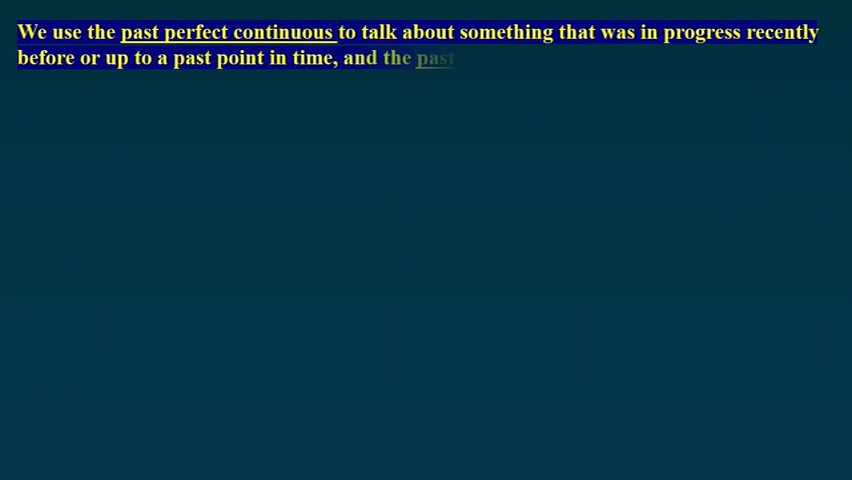 We use the past perfect continuous to talk about something that was in progress recently
before or up to a past point in time, and the past